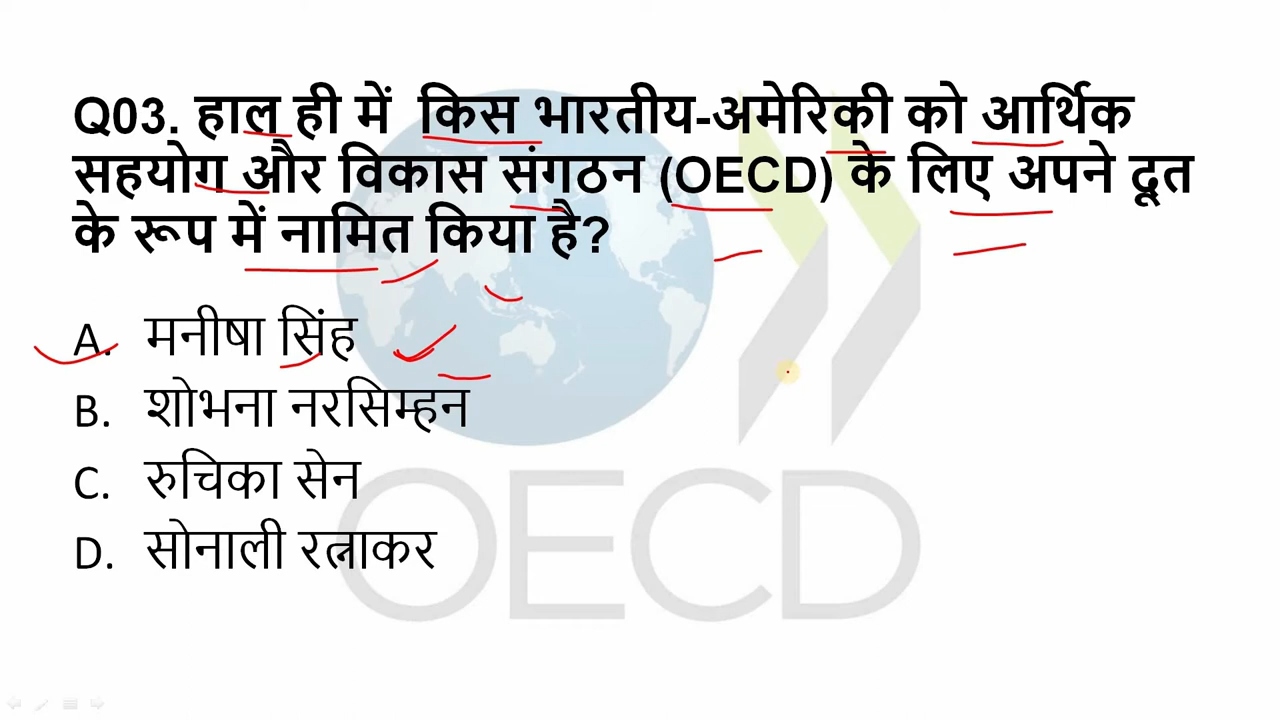 Q03. हाल ही में किस भारतीय-अमेरिकी को आर्थिक
सहयोग और विकास संगठन (OECD) के लिए अपने दूत
के रूप में नामित किया है?
A. मनीषा सिंह
B. शोभना नरसिम्हन
C. रुचिका सेन
D. सोनाली रत्नाकर
OECD